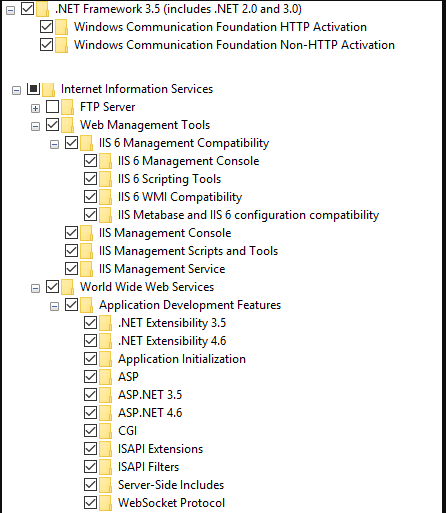 .NET Framework 3.5 (includes .NET 2.0 and 3.0)
Windows Communication Foundation HTTP Activation
Windows Communication Foundation Non-HTTP Activation
Internet Information Services
FTP Server
Web Management Tools
IIS 6 Management Compatibility
IIS 6 Management Console
IIS 6 Scripting Tools
IIS 6 WMI Compatibility
IIS Metabase and IIS 6 configuration compatibility
IIS Management Console
IIS Management Scripts and Tools
IIS Management Service
World Wide Web Services
Application Development Features
.NET Extensibility 3.5
.NET Extensibility 4.6
Application Initialization
ASP
ASP.NET 3.5
ASP.NET 4.6
CGI
ISAPI Extensions
ISAPI Filters
Server-Side Includes
WebSocket Protocol